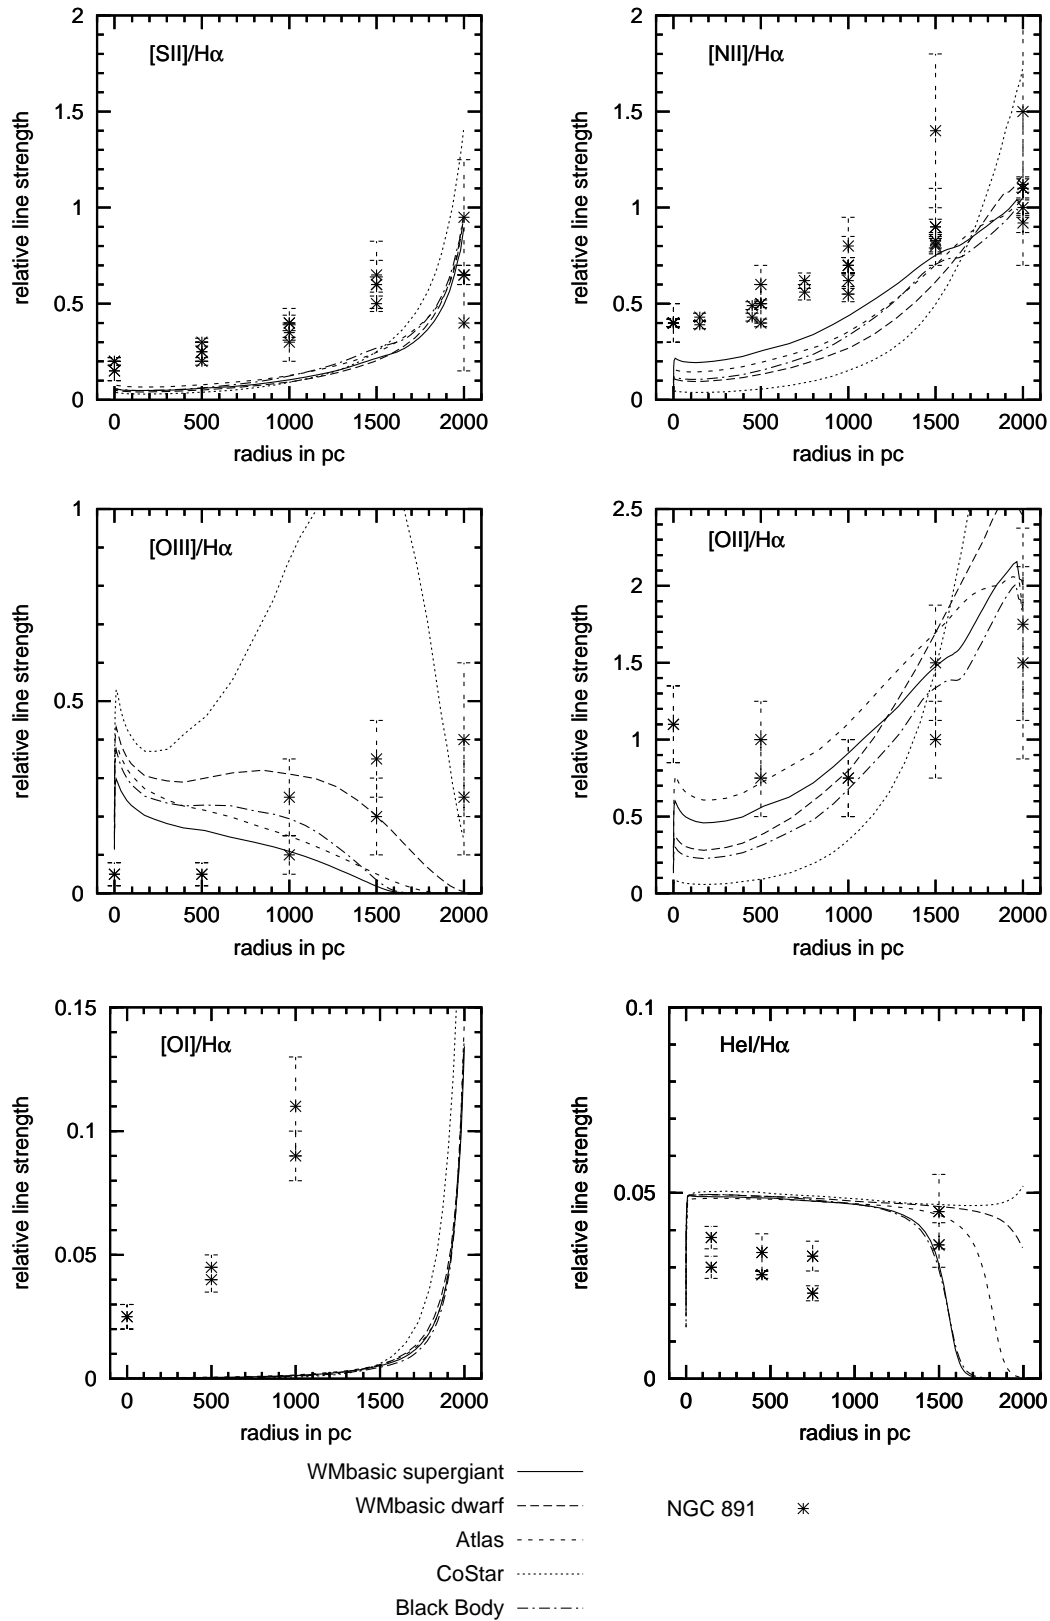 [SII]/Hα
relative line strength
2
1.5
1
0.5
0
0 500 1000 1500 2000
radius in pc
[NII]/Hα
relative line strength
2
1.5
1
0.5
0
0 500 1000 1500 2000
radius in pc
[OIII]/Hα
relative line strength
1
0.5
0
0 500 1000 1500 2000
radius in pc
[OII]/Hα
relative line strength
2.5
2
1.5
1
0.5
0
0 500 1000 1500 2000
radius in pc
[OI]/Hα
relative line strength
0.15
0.1
0.05
0
0 500 1000 1500 2000
radius in pc
HeI/Hα
relative line strength
0.1
0.05
0
0 500 1000 1500 2000
radius in pc
WMbasic supergiant
WMbasic dwarf
Atlas
CoStar
Black Body
NGC 891